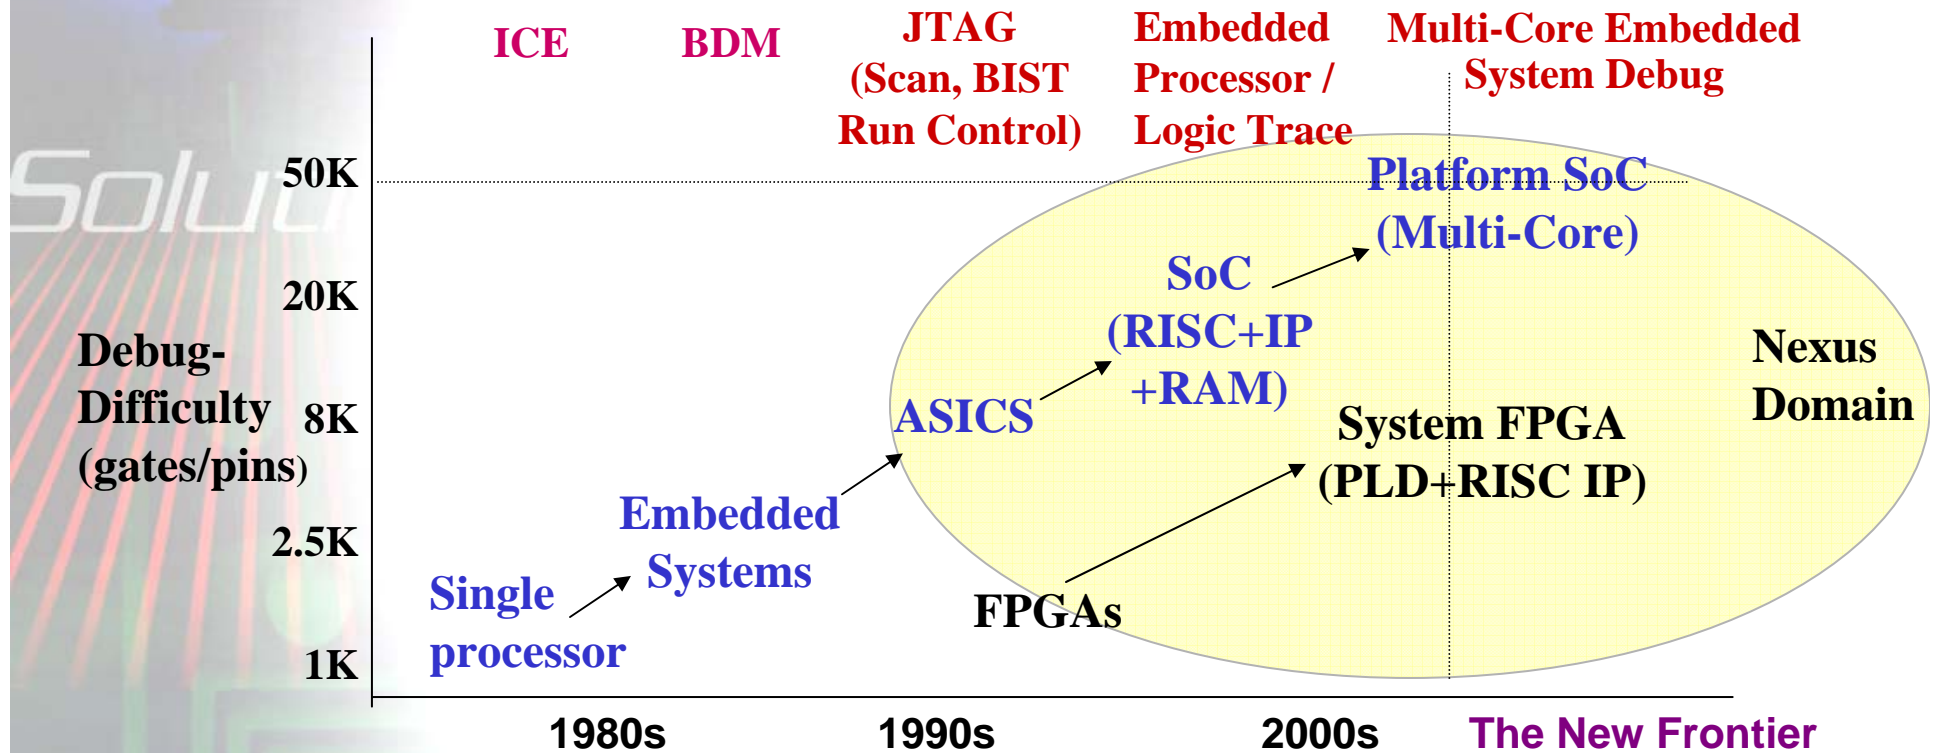 ICE
BDM
JTAG
(Scan, BIST
Run Control)
Embedded
Processor /
Logic Trace
Multi-Core Embedded
System Debug
Solut
50K
20K
8K
2.5K
1K
Debug-
Difficulty
(gates/pins)
Platform SoC
(Multi-Core)
SoC
(RISC+IP
+RAM)
ASICS
System FPGA
(PLD+RISC IP)
Nexus
Domain
Embedded
Systems
Single
processor
FPGAs
1980s
1990s
2000s
The New Frontier